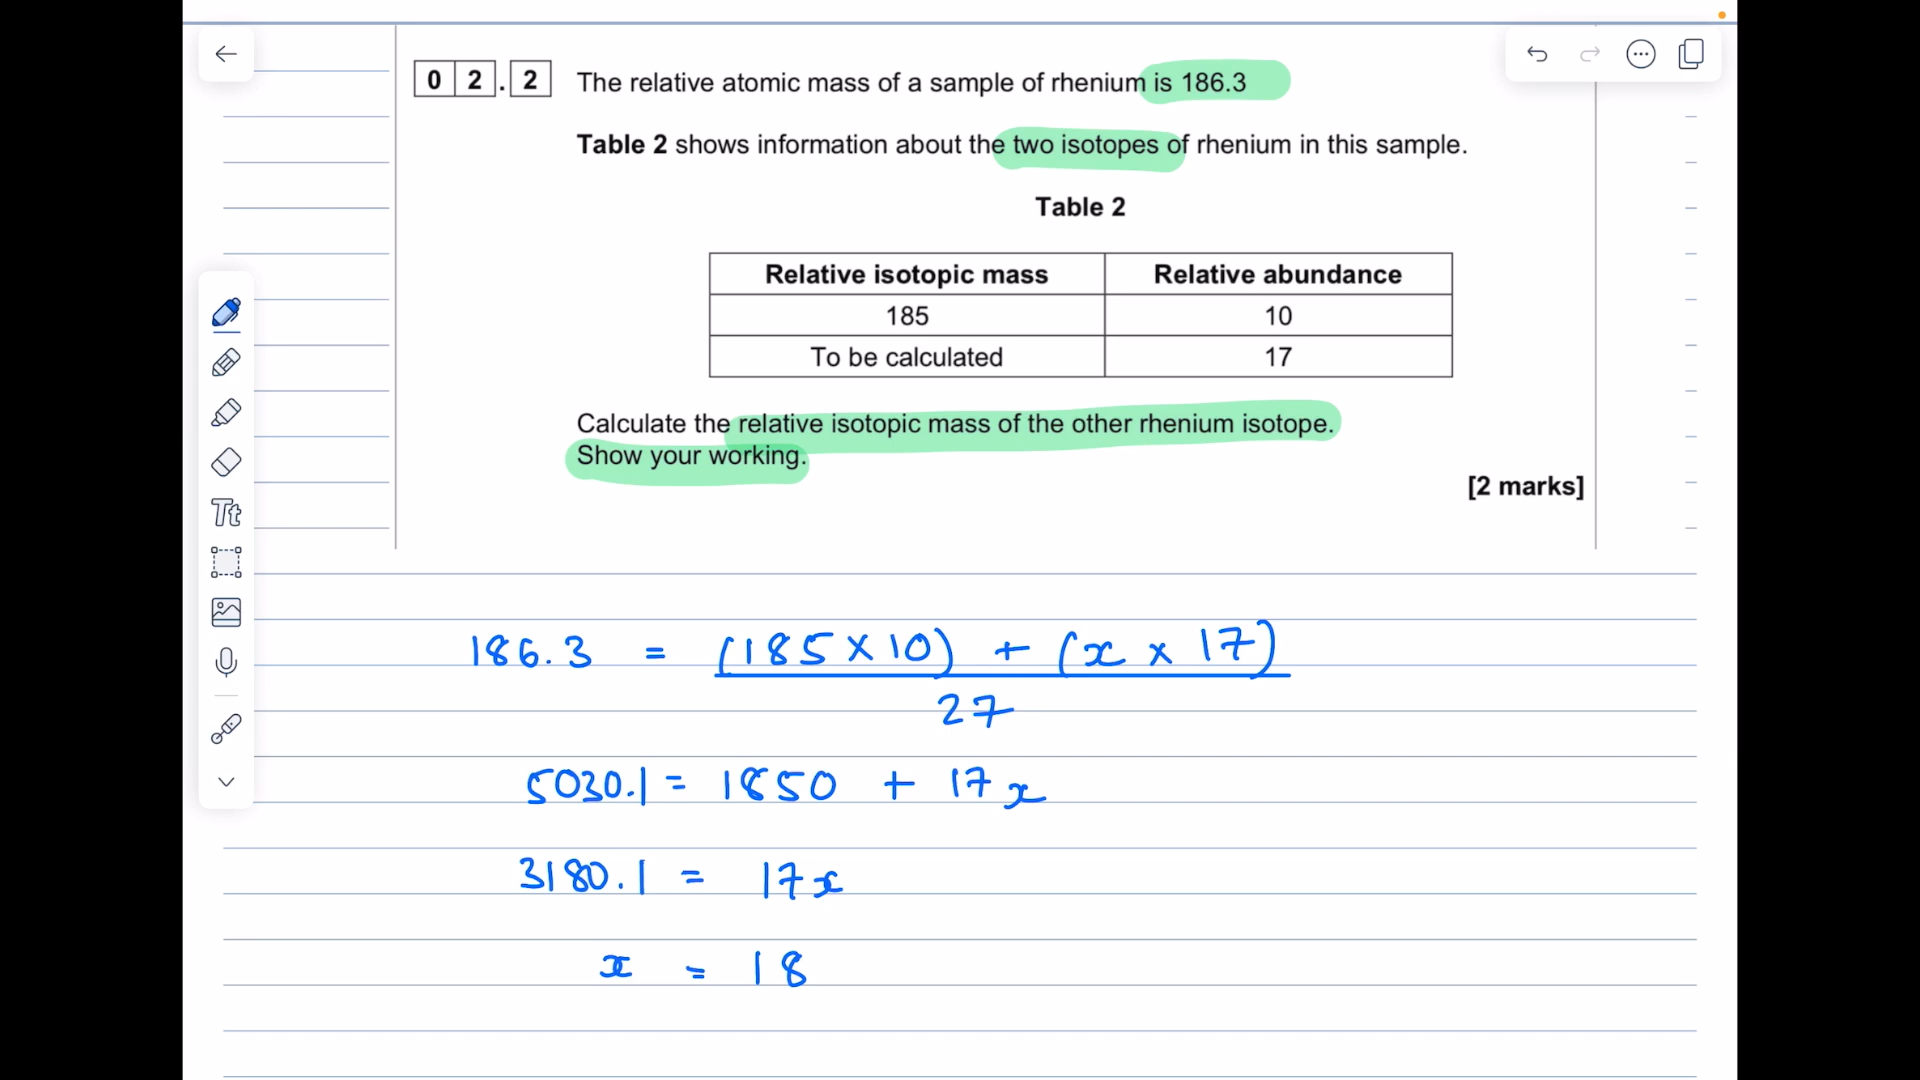 02.2 The relative atomic mass of a sample of rhenium is 186.3
Table 2 shows information about the two isotopes of rhenium in this sample.
Table 2
Relative isotopic mass Relative abundance
185 10
To be calculated 17
Calculate the relative isotopic mass of the other rhenium isotope.
Show your working.
[2 marks]
Tt
186.3 = (185 × 10) + (x × 17)
27
5030.1 = 1850 + 17x
3180.1 = 17x
x = 18